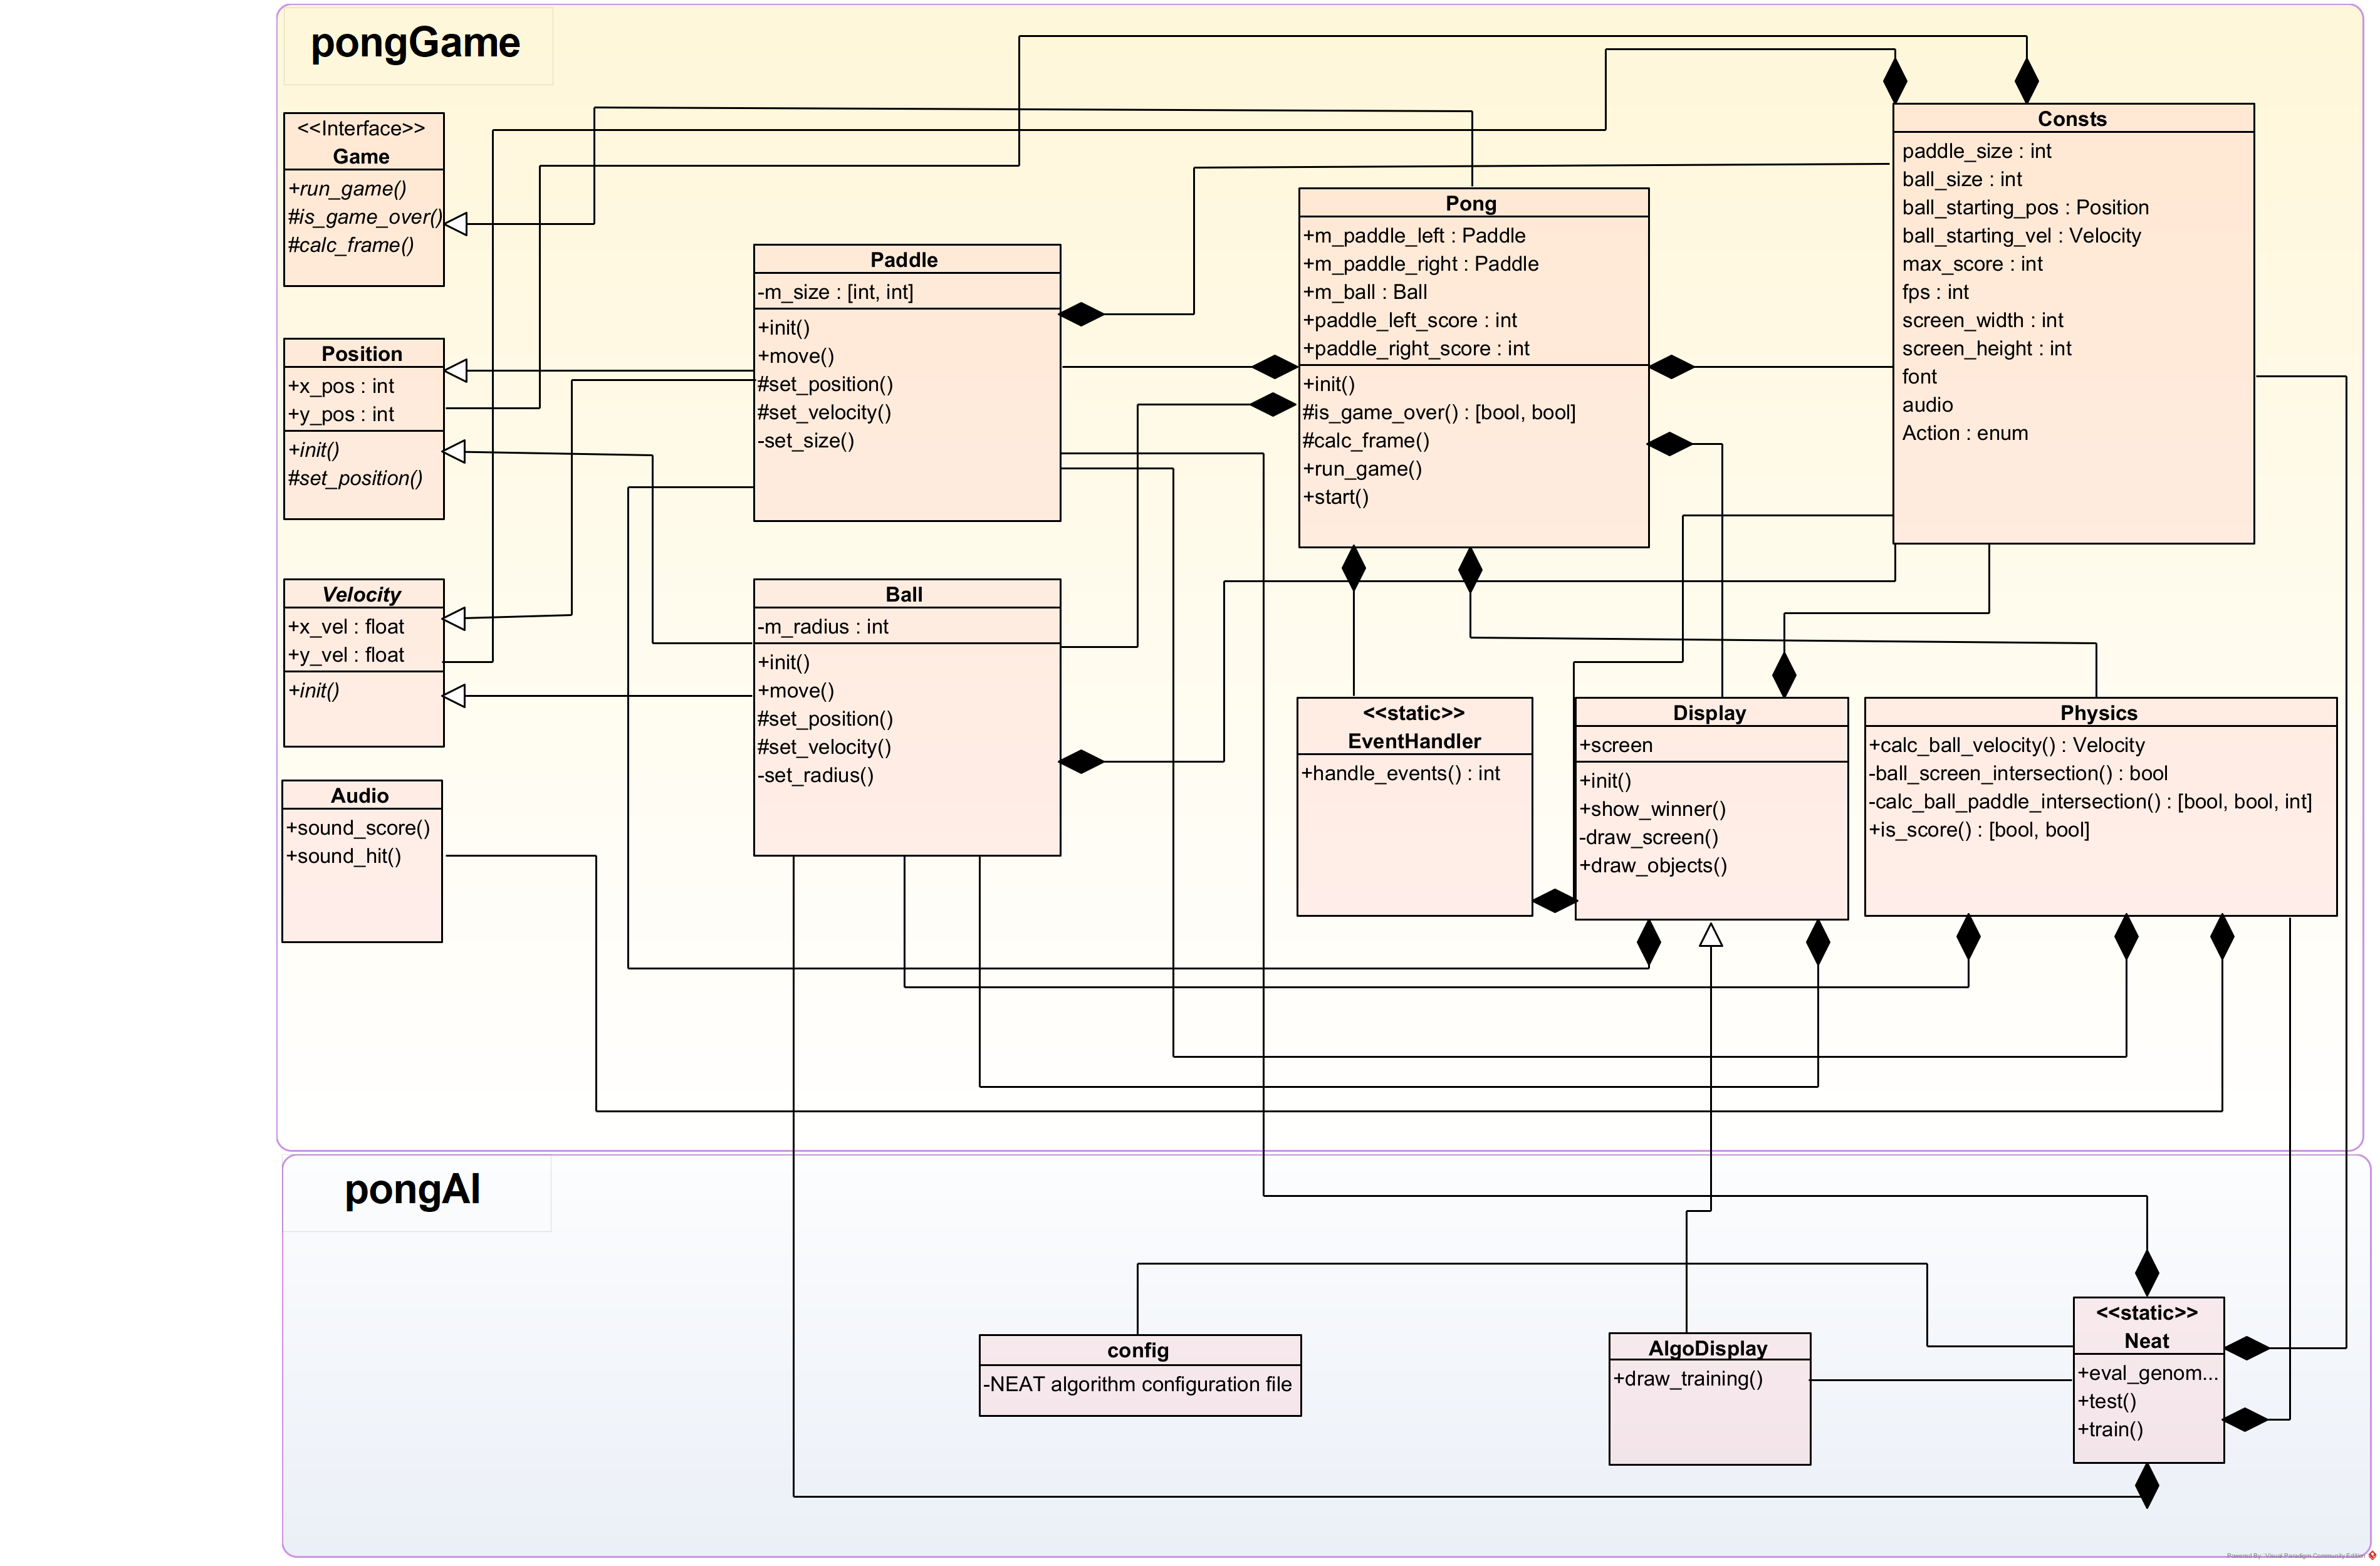 pongGame
<<Interface>>
Game
+run_game()
#is_game_over()
#calc_frame()
Position
+x_pos : int
+y_pos : int
+init()
#set_position()
Velocity
+x_vel : float
+y_vel : float
+init()
Audio
+sound_score()
+sound_hit()
Paddle
-m_size : [int, int]
+init()
+move()
#set_position()
#set_velocity()
-set_size()
Ball
-m_radius : int
+init()
+move()
#set_position()
#set_velocity()
-set_radius()
Pong
+m_paddle_left : Paddle
+m_paddle_right : Paddle
+m_ball : Ball
+paddle_left_score : int
+paddle_right_score : int
+init()
#is_game_over() : [bool, bool]
#calc_frame()
+run_game()
+start()
Consts
paddle_size : int
ball_size : int
ball_starting_pos : Position
ball_starting_vel : Velocity
max_score : int
fps : int
screen_width : int
screen_height : int
font
audio
Action : enum
<<static>>
EventHandler
+handle_events() : int
Display
+screen
+init()
+show_winner()
-draw_screen()
+draw_objects()
Physics
+calc_ball_velocity() : Velocity
-ball_screen_intersection() : bool
-calc_ball_paddle_intersection() : [bool, bool, int]
+is_score() : [bool, bool]
pongAI
config
-NEAT algorithm configuration file
AlgoDisplay
+draw_training()
<<static>>
Neat
+eval_genom...
+test()
+train()
Powered By Visual Paradigm Community Edition